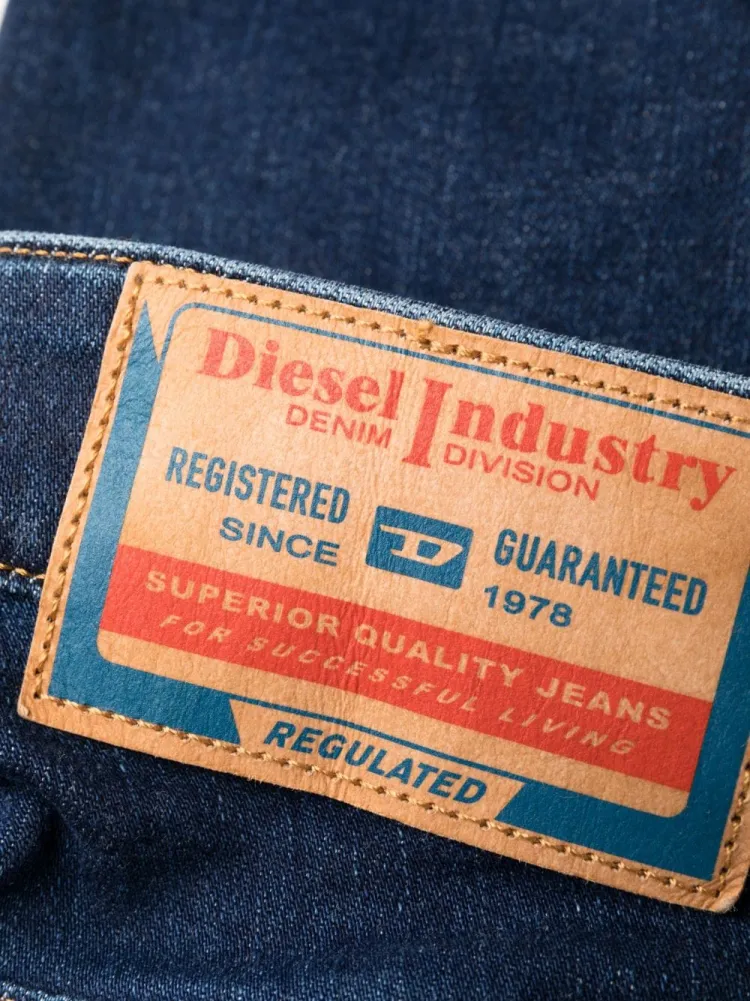 Diesel Industry
DENIM DIVISION
REGISTERED GUARANTEED
SINCE D 1978
SUPERIOR QUALITY JEANS
FOR SUCCESSFUL LIVING
REGULATED